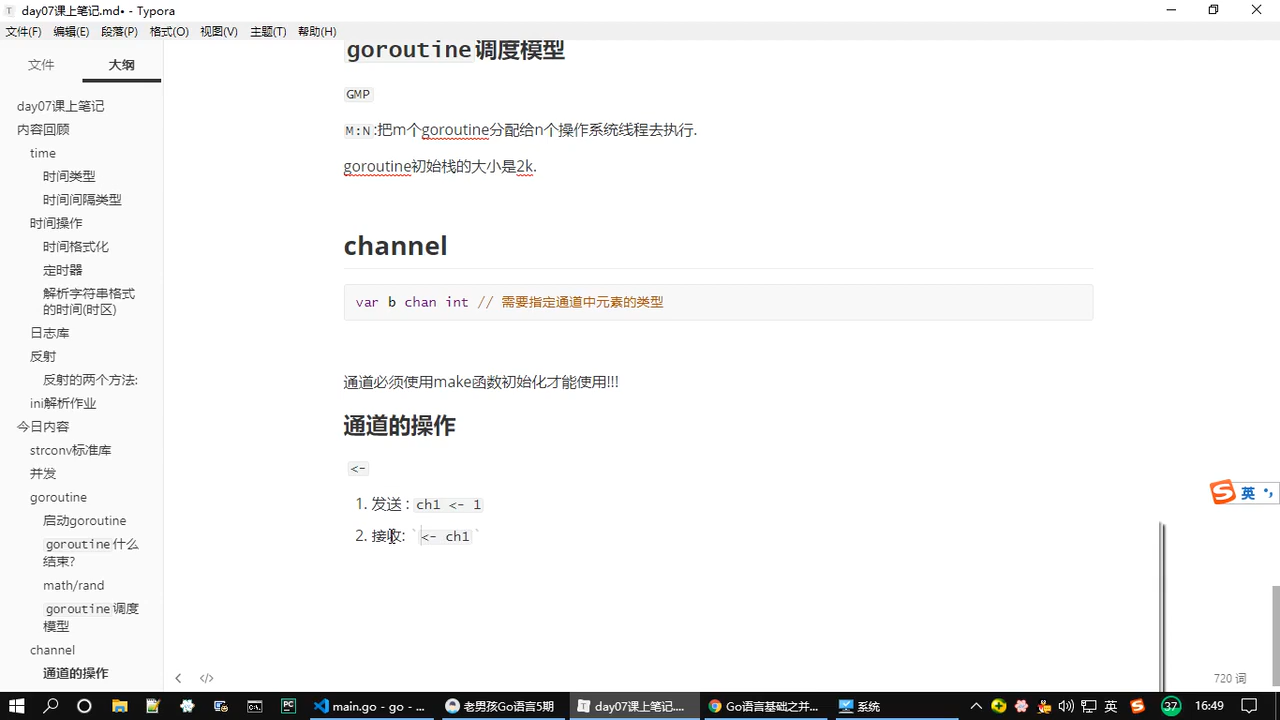 day07课上笔记.md• - Typora
文件(F) 编辑(E) 段落(P) 格式(O) 视图(V) 主题(T) 帮助(H)
文件 大纲
day07课上笔记
内容回顾
time
时间类型
时间间隔类型
时间操作
时间格式化
定时器
解析字符串格式
的时间(时区)
日志库
反射
反射的两个方法:
ini解析作业
今日内容
strconv标准库
并发
goroutine
启动goroutine
goroutine什么
结束?
math/rand
goroutine调度
模型
channel
通道的操作
goroutine调度模型
GMP
M:N:把m个goroutine分配给n个操作系统线程去执行.
goroutine初始栈的大小是2k.
channel
var b chan int // 需要指定通道中元素的类型
通道必须使用make函数初始化才能使用!!!
通道的操作
<-
1. 发送 : ch1 <- 1
2. 接收: `<- ch1`
720 词
英
main.go - go - ...
老男孩Go语言5期
day07课上笔记....
Go语言基础之并...
系统
37
英
16:49